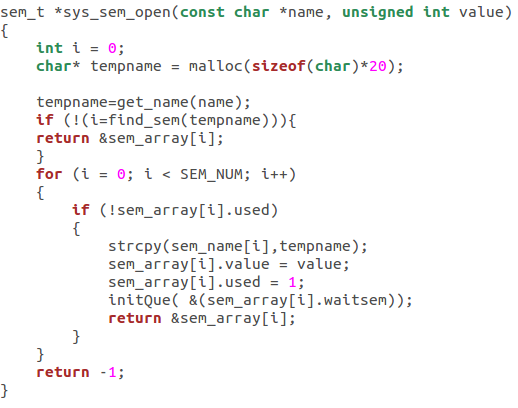 sem_t *sys_sem_open(const char *name, unsigned int value)
{
    int i = 0;
    char* tempname = malloc(sizeof(char)*20);

    tempname=get_name(name);
    if (!(i=find_sem(tempname))){
    return &sem_array[i];
    }
    for (i = 0; i < SEM_NUM; i++)
    {
        if (!sem_array[i].used)
        {
            strcpy(sem_name[i],tempname);
            sem_array[i].value = value;
            sem_array[i].used = 1;
            initQue( &(sem_array[i].waitsem));
            return &sem_array[i];
        }
    }
    return -1;
}